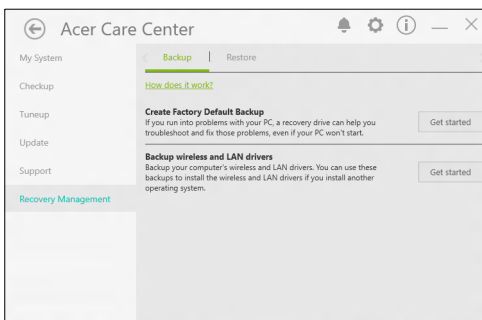 Acer Care Center
My System
Checkup
Tuneup
Update
Support
Recovery Management
Backup
Restore
How does it work?
Create Factory Default Backup
If you run into problems with your PC, a recovery drive can help you
troubleshoot and fix those problems, even if your PC won't start.
Get started
Backup wireless and LAN drivers
Backup your computer's wireless and LAN drivers. You can use these
backups to install the wireless and LAN drivers if you install another
operating system.
Get started